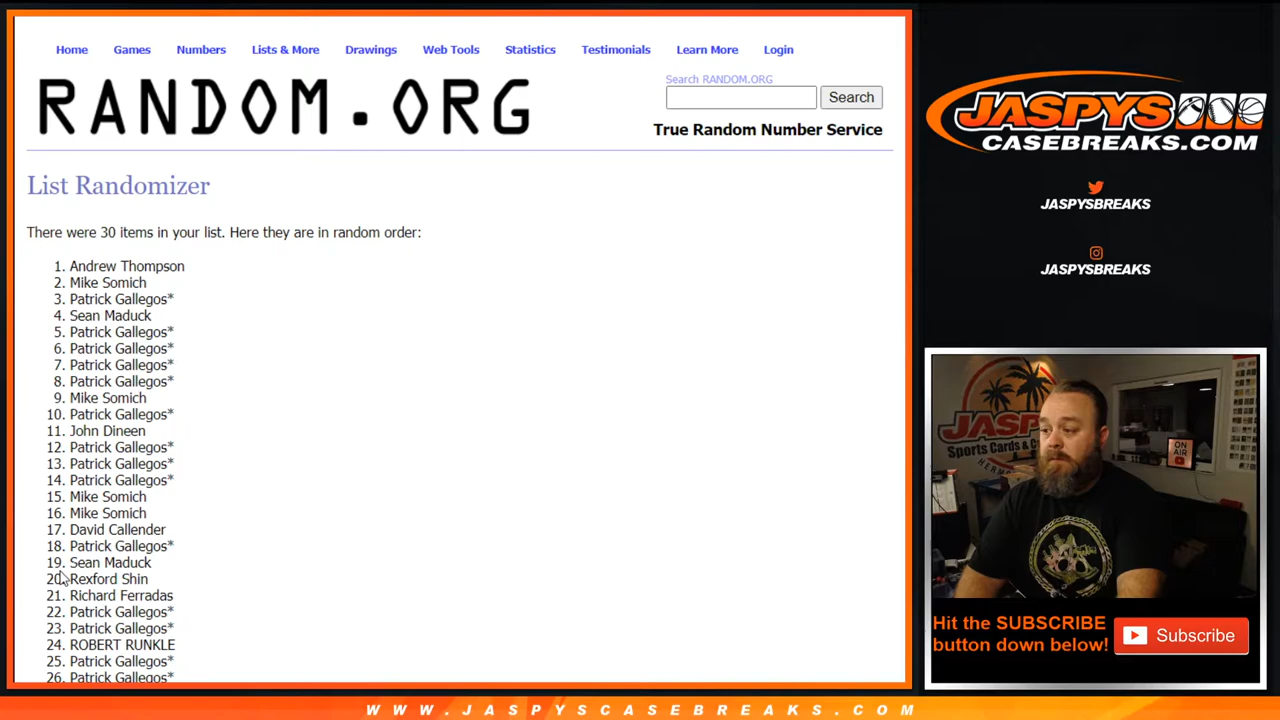 Home Games Numbers Lists & More Drawings Web Tools Statistics Testimonials Learn More Login
RANDOM.ORG
Search RANDOM.ORG
Search
True Random Number Service
List Randomizer
There were 30 items in your list. Here they are in random order:
1. Andrew Thompson
2. Mike Somich
3. Patrick Gallegos*
4. Sean Maduck
5. Patrick Gallegos*
6. Patrick Gallegos*
7. Patrick Gallegos*
8. Patrick Gallegos*
9. Mike Somich
10. Patrick Gallegos*
11. John Dineen
12. Patrick Gallegos*
13. Patrick Gallegos*
14. Patrick Gallegos*
15. Mike Somich
16. Mike Somich
17. David Callender
18. Patrick Gallegos*
19. Sean Maduck
20. Rexford Shin
21. Richard Ferradas
22. Patrick Gallegos*
23. Patrick Gallegos*
24. ROBERT RUNKLE
25. Patrick Gallegos*
26. Patrick Gallegos*
JASPYS
CASEBREAKS.COM
JASPYSBREAKS
JASPYSBREAKS
JASPY
Sports Cards & C
HERM
ON
AIR
Hit the SUBSCRIBE
button down below!
Subscribe
WWW.JASPYSCASEBREAKS.COM